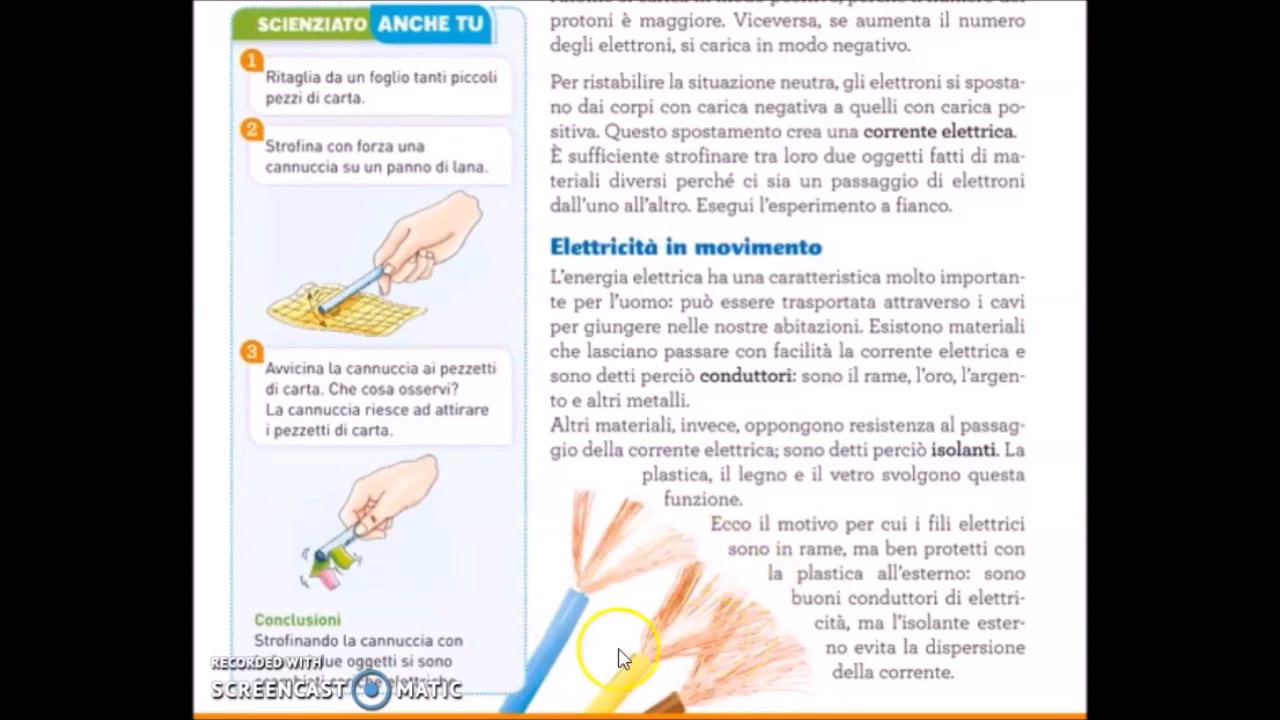 SCIENZIATO ANCHE TU
1
Ritaglia da un foglio tanti piccoli
pezzi di carta.
2
Strofina con forza una
cannuccia su un panno di lana.
3
Avvicina la cannuccia ai pezzetti
di carta. Che cosa osservi?
La cannuccia riesce ad attirare
i pezzetti di carta.
Conclusioni
Strofinando la cannuccia con
due oggetti si sono
protoni è maggiore. Viceversa, se aumenta il numero
degli elettroni, si carica in modo negativo.
Per ristabilire la situazione neutra, gli elettroni si sposta-
no dai corpi con carica negativa a quelli con carica po-
sitiva. Questo spostamento crea una corrente elettrica.
È sufficiente strofinare tra loro due oggetti fatti di ma-
teriali diversi perché ci sia un passaggio di elettroni
dall'uno all'altro. Esegui l'esperimento a fianco.
Elettricità in movimento
L'energia elettrica ha una caratteristica molto importan-
te per l'uomo: può essere trasportata attraverso i cavi
per giungere nelle nostre abitazioni. Esistono materiali
che lasciano passare con facilità la corrente elettrica e
sono detti perciò conduttori: sono il rame, l'oro, l'argen-
to e altri metalli.
Altri materiali, invece, oppongono resistenza al passag-
gio della corrente elettrica; sono detti perciò isolanti. La
plastica, il legno e il vetro svolgono questa
funzione.
Ecco il motivo per cui i fili elettrici
sono in rame, ma ben protetti con
la plastica all'esterno: sono
buoni conduttori di elettri-
cità, ma l'isolante ester-
no evita la dispersione
della corrente.
RECORDED WITH
SCREENCAST MATIC